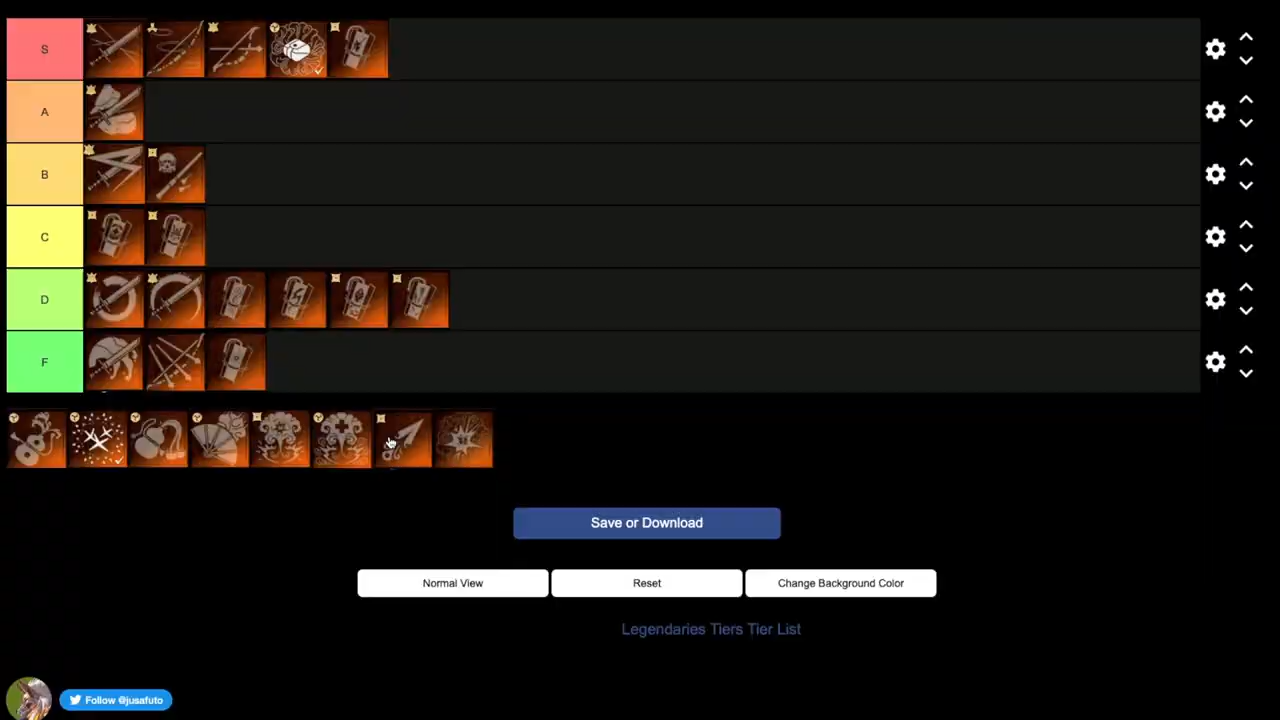 S
A
B
C
D
F
Save or Download
Normal View
Reset
Change Background Color
Legendaries Tiers Tier List
Follow @jusafuto